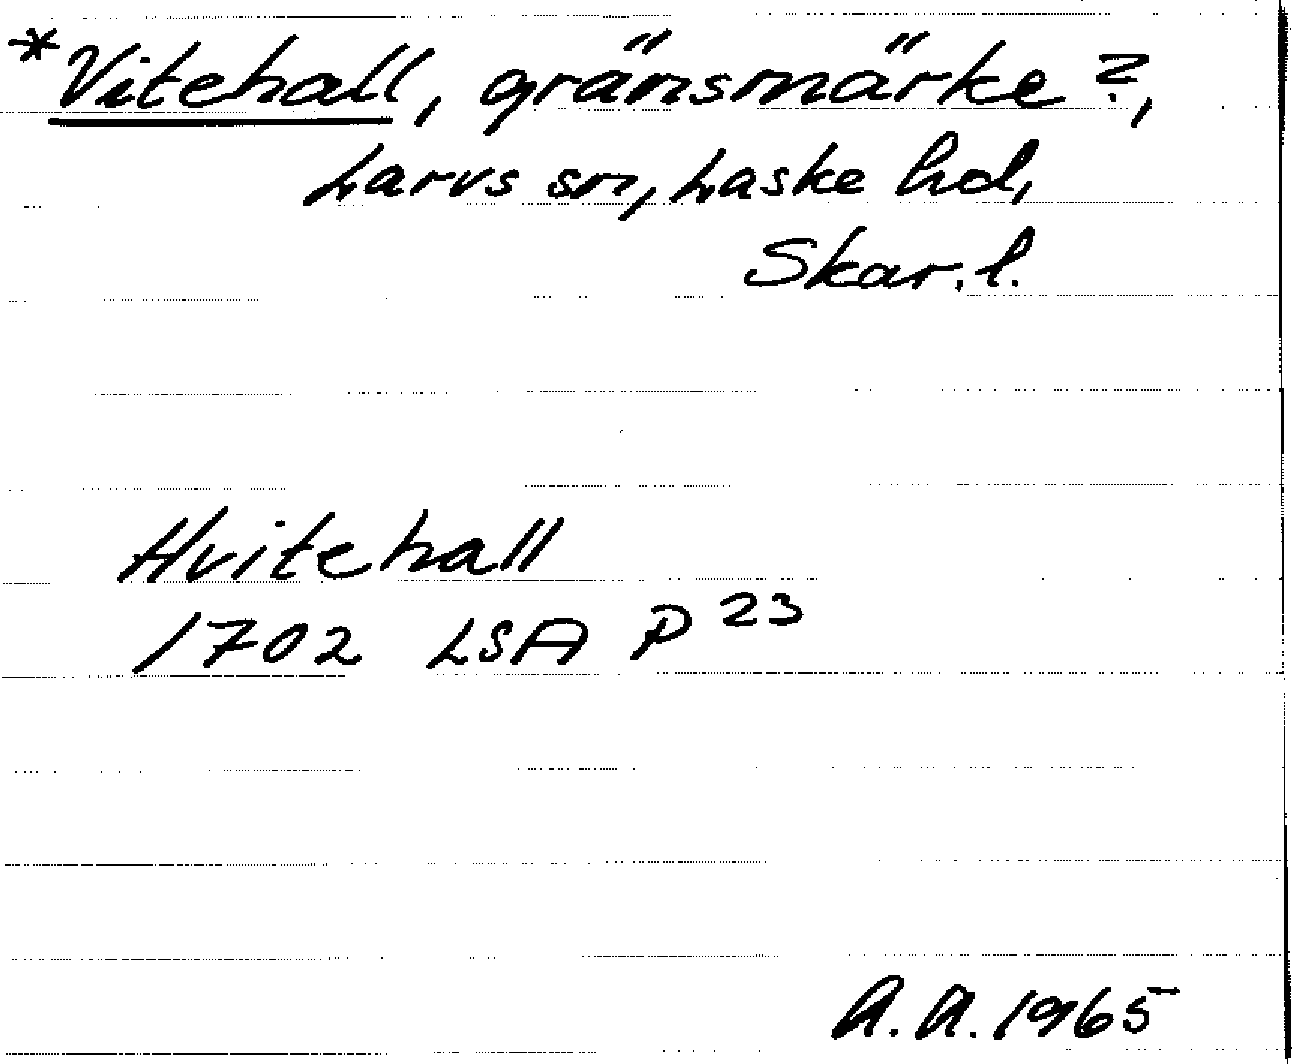 *Vitehall, gränsmärke?,
Larvs sn, Laske hd,
Skar. l.
Hvitehall
1702 LSA P 23
A.A. 1965